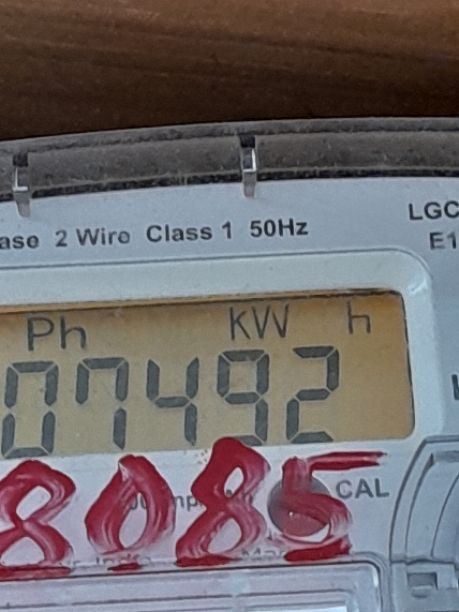 LGC
ase 2 Wire Class 1 50Hz
E1
Ph KW h
07492
8085
CAL